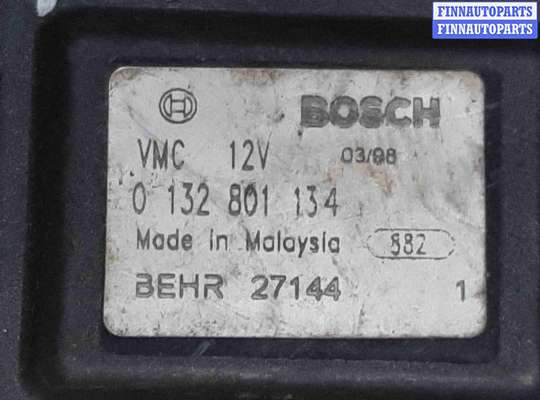 FINNAUTOPARTS
FINNAUTOPARTS
BOSCH
VMC 12V 03/98
0 132 801 134
Made in Malaysia 882
BEHR 27144 1